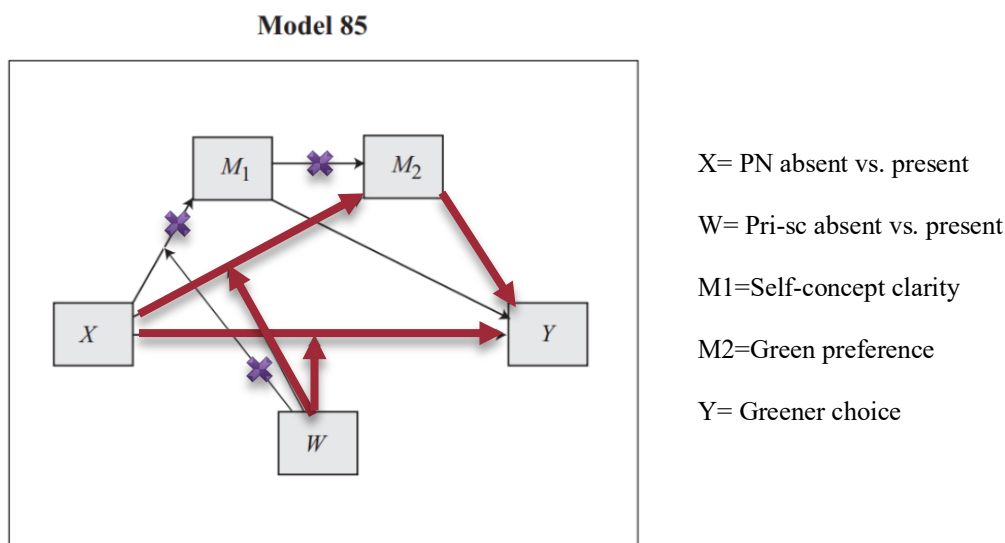 Model 85
M1
M2
X= PN absent vs. present
W= Pri-sc absent vs. present
M1=Self-concept clarity
X
Y
M2=Green preference
Y= Greener choice
W